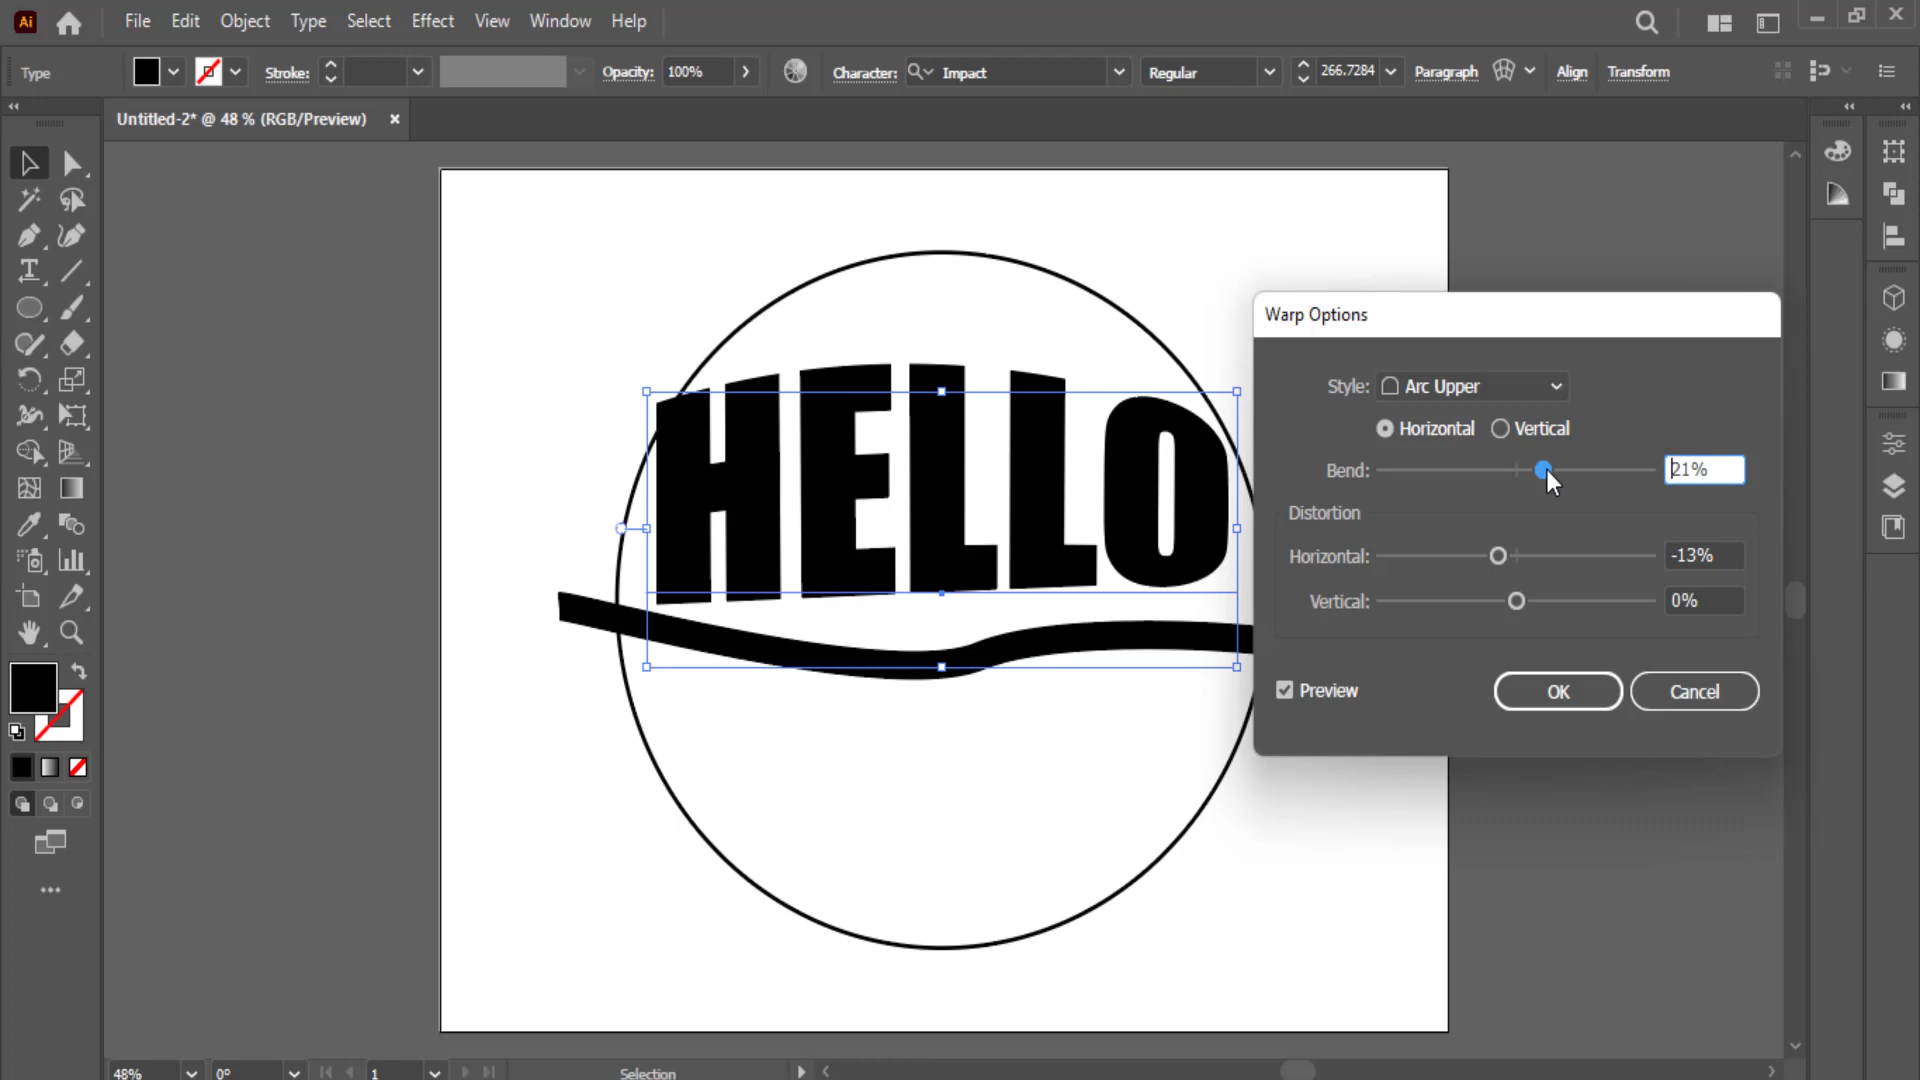 Ai File Edit Object Type Select Effect View Window Help
Type Stroke: Opacity: 100% Character: Impact Regular 266.7284 Paragraph Align Transform
Untitled-2* @ 48 % (RGB/Preview)
HELLO
Warp Options
Style: Arc Upper
Horizontal Vertical
Bend: 21%
Distortion
Horizontal: -13%
Vertical: 0%
Preview OK Cancel
48% 0° 1 Selection